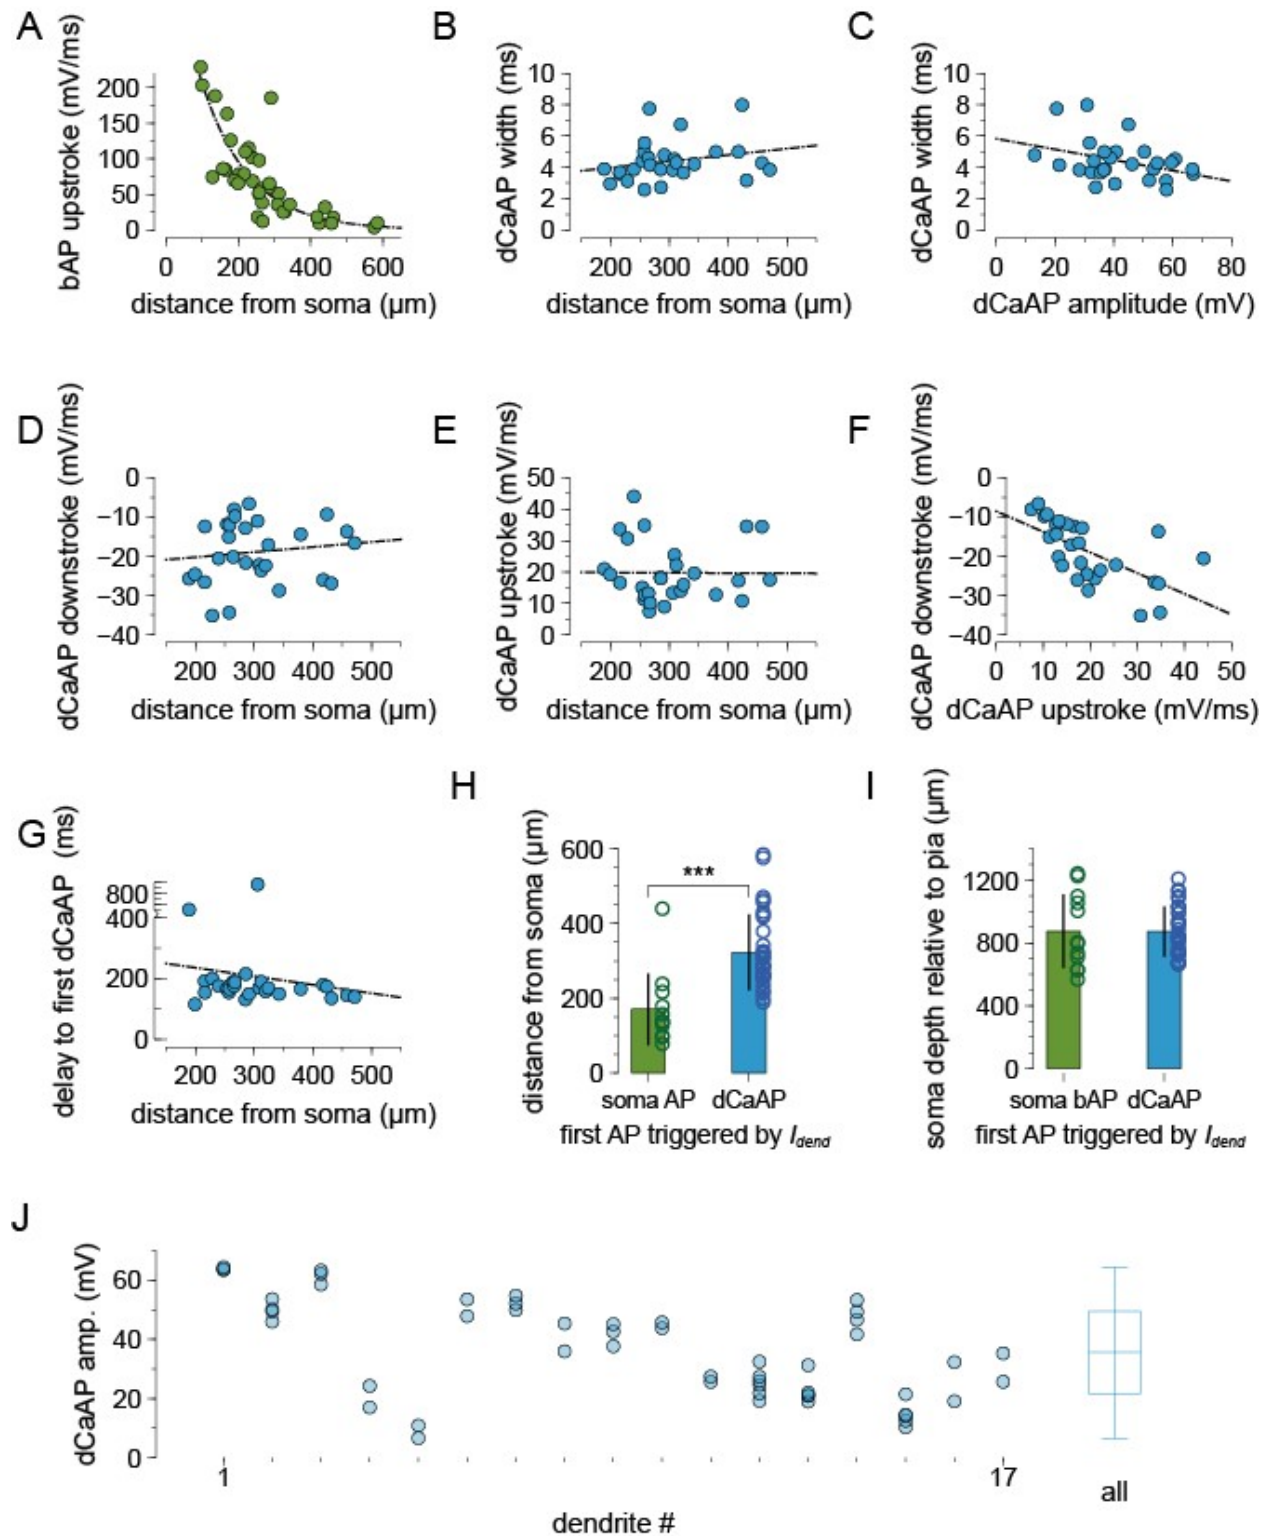 A
B
C
bAP upstroke (mV/ms)
200
150
100
50
0
0 200 400 600
distance from soma (µm)
dCaAP width (ms)
10
8
6
4
2
0
200 300 400 500
distance from soma (µm)
dCaAP width (ms)
10
8
6
4
2
0
0 20 40 60 80
dCaAP amplitude (mV)
D
E
F
dCaAP downstroke (mV/ms)
0
−10
−20
−30
−40
200 300 400 500
distance from soma (µm)
dCaAP upstroke (mV/ms)
50
40
30
20
10
0
200 300 400 500
distance from soma (µm)
dCaAP downstroke (mV/ms)
0
−10
−20
−30
−40
0 10 20 30 40 50
dCaAP upstroke (mV/ms)
G
H
I
delay to first dCaAP (ms)
800
400
200
0
200 300 400 500
distance from soma (µm)
distance from soma (µm)
600
400
200
0
***
soma AP dCaAP
first AP triggered by Idend
soma depth relative to pia (µm)
1200
800
400
0
soma bAP dCaAP
first AP triggered by Idend
J
dCaAP amp. (mV)
60
40
20
0
1 17
all
dendrite #